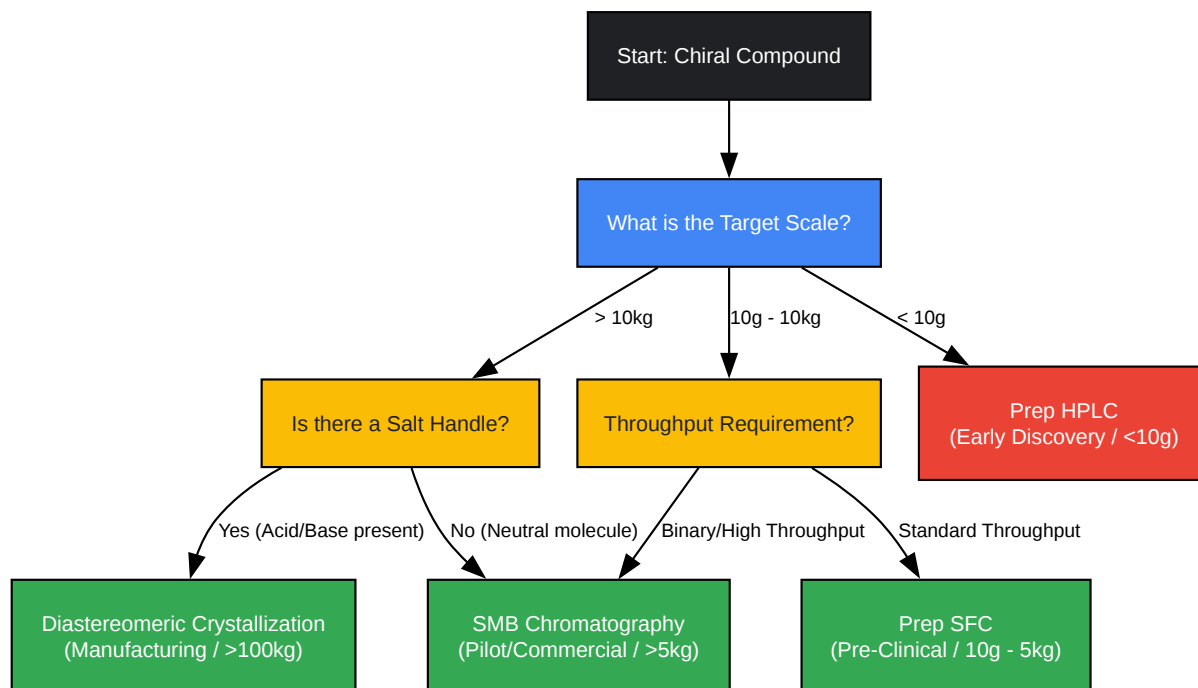 Start: Chiral Compound
What is the Target Scale?
> 10kg
10g - 10kg
< 10g
Is there a Salt Handle?
Throughput Requirement?
Prep HPLC
(Early Discovery / <10g)
Yes (Acid/Base present)
No (Neutral molecule)
Binary/High Throughput
Standard Throughput
Diastereomeric Crystallization
(Manufacturing / >100kg)
SMB Chromatography
(Pilot/Commercial / >5kg)
Prep SFC
(Pre-Clinical / 10g - 5kg)